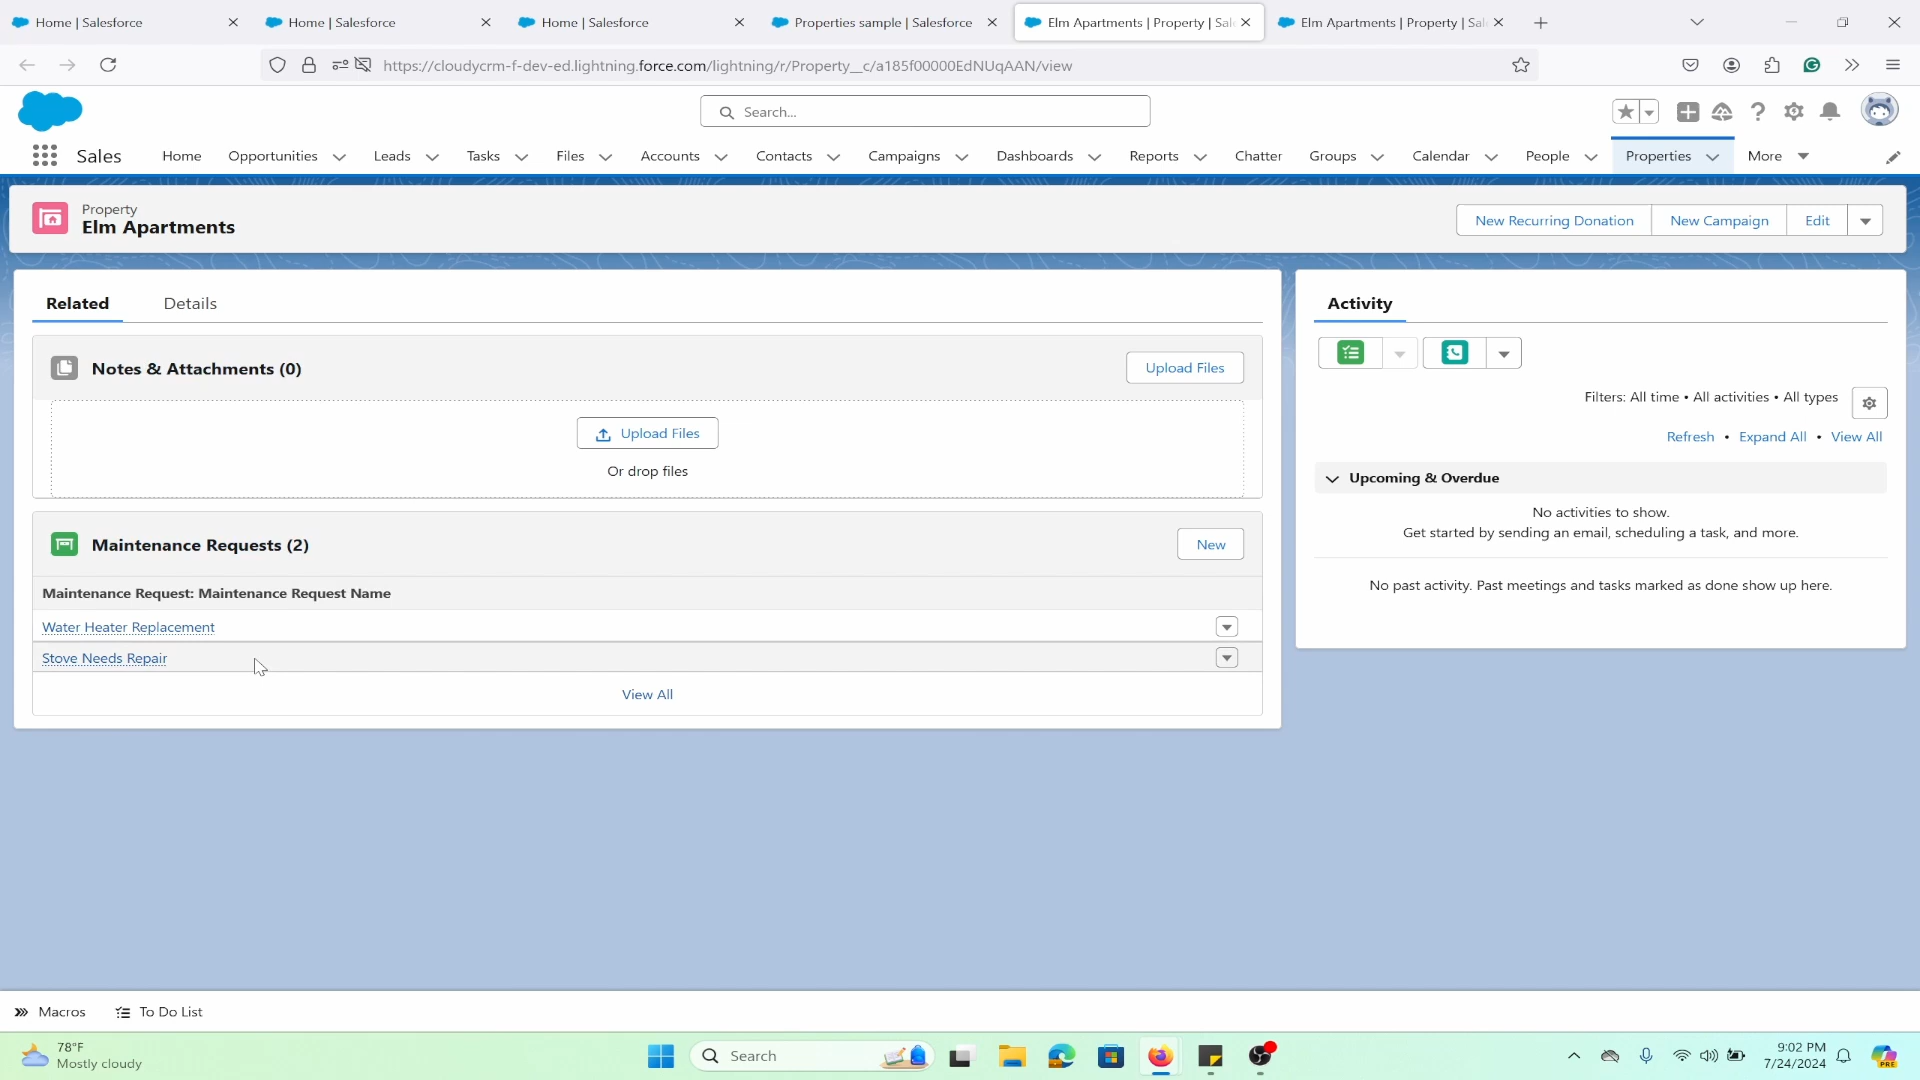 Home | Salesforce
Home | Salesforce
Home | Salesforce
Properties sample | Salesforce
Elm Apartments | Property | Sal
Elm Apartments | Property | Sal
https://cloudycrm-f-dev-ed.lightning.force.com/lightning/r/Property__c/a185f00000EdNUqAAN/view
Search...
Sales
Home
Opportunities
Leads
Tasks
Files
Accounts
Contacts
Campaigns
Dashboards
Reports
Chatter
Groups
Calendar
People
Properties
More
Property
Elm Apartments
New Recurring Donation
New Campaign
Edit
Related
Details
Notes & Attachments (0)
Upload Files
Upload Files
Or drop files
Maintenance Requests (2)
New
Maintenance Request: Maintenance Request Name
Water Heater Replacement
Stove Needs Repair
View All
Activity
Filters: All time • All activities • All types
Refresh • Expand All • View All
Upcoming & Overdue
No activities to show.
Get started by sending an email, scheduling a task, and more.
No past activity. Past meetings and tasks marked as done show up here.
Macros
To Do List
78°F
Mostly cloudy
Search
9:02 PM
7/24/2024
PRE